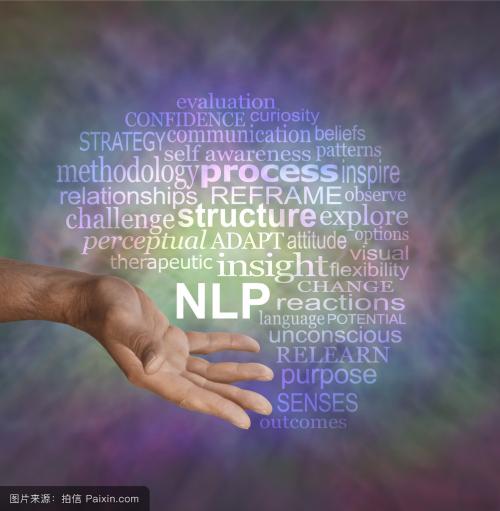 evaluation
CONFIDENCE curiosity
STRATEGY communication beliefs
self awareness patterns
methodology process inspire
relationships REFRAME observe
challenge structure explore
perceptual ADAPT attitude options
therapeutic insight visual
flexibility
CHANGE
NLP reactions
language POTENTIAL
unconscious
RELEARN
purpose
SENSES
outcomes
图片来源：拍信 Paixin.com